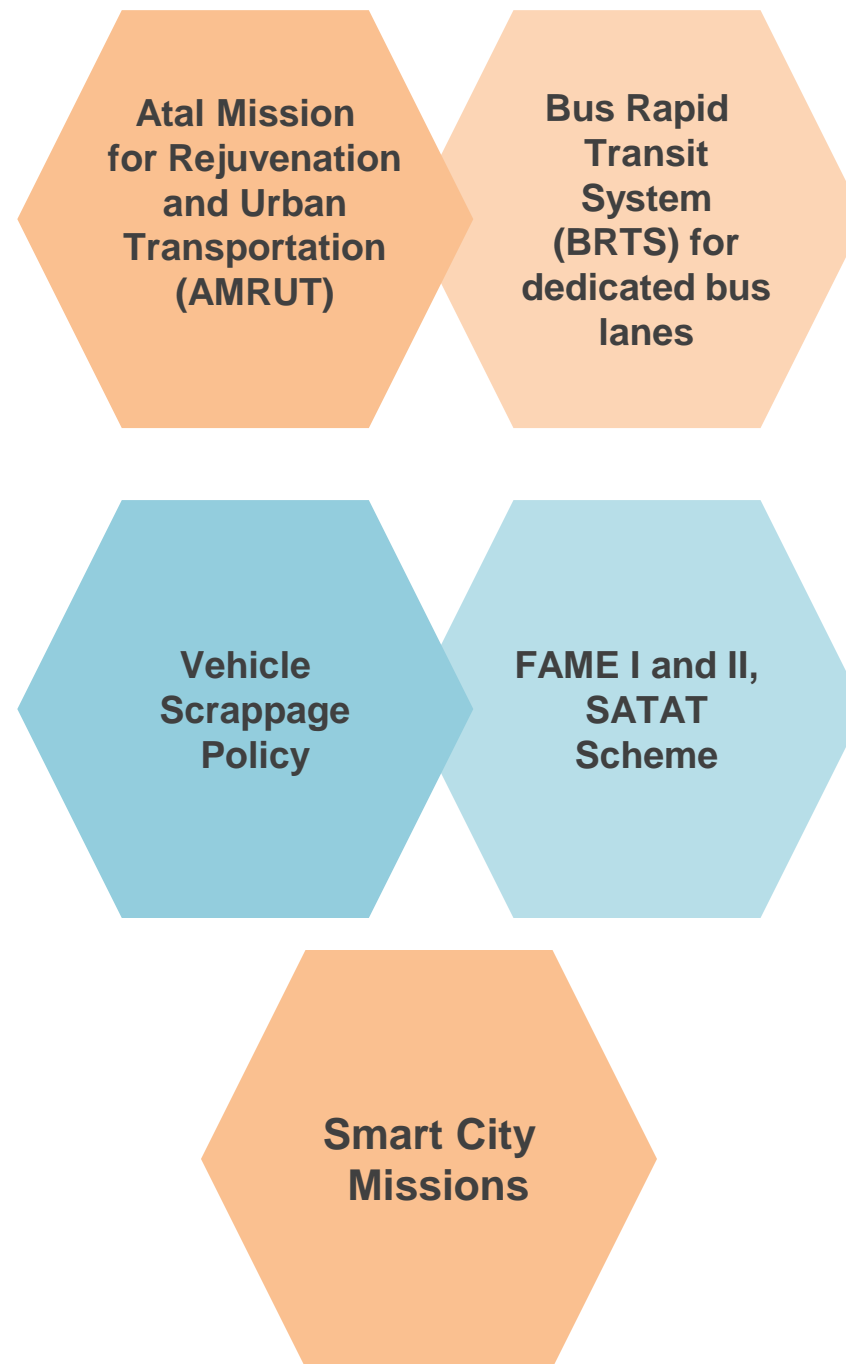 Atal Mission
for Rejuvenation
and Urban
Transportation
(AMRUT)
Bus Rapid
Transit
System
(BRTS) for
dedicated bus
lanes
Vehicle
Scrappage
Policy
FAME I and II,
SATAT
Scheme
Smart City
Missions